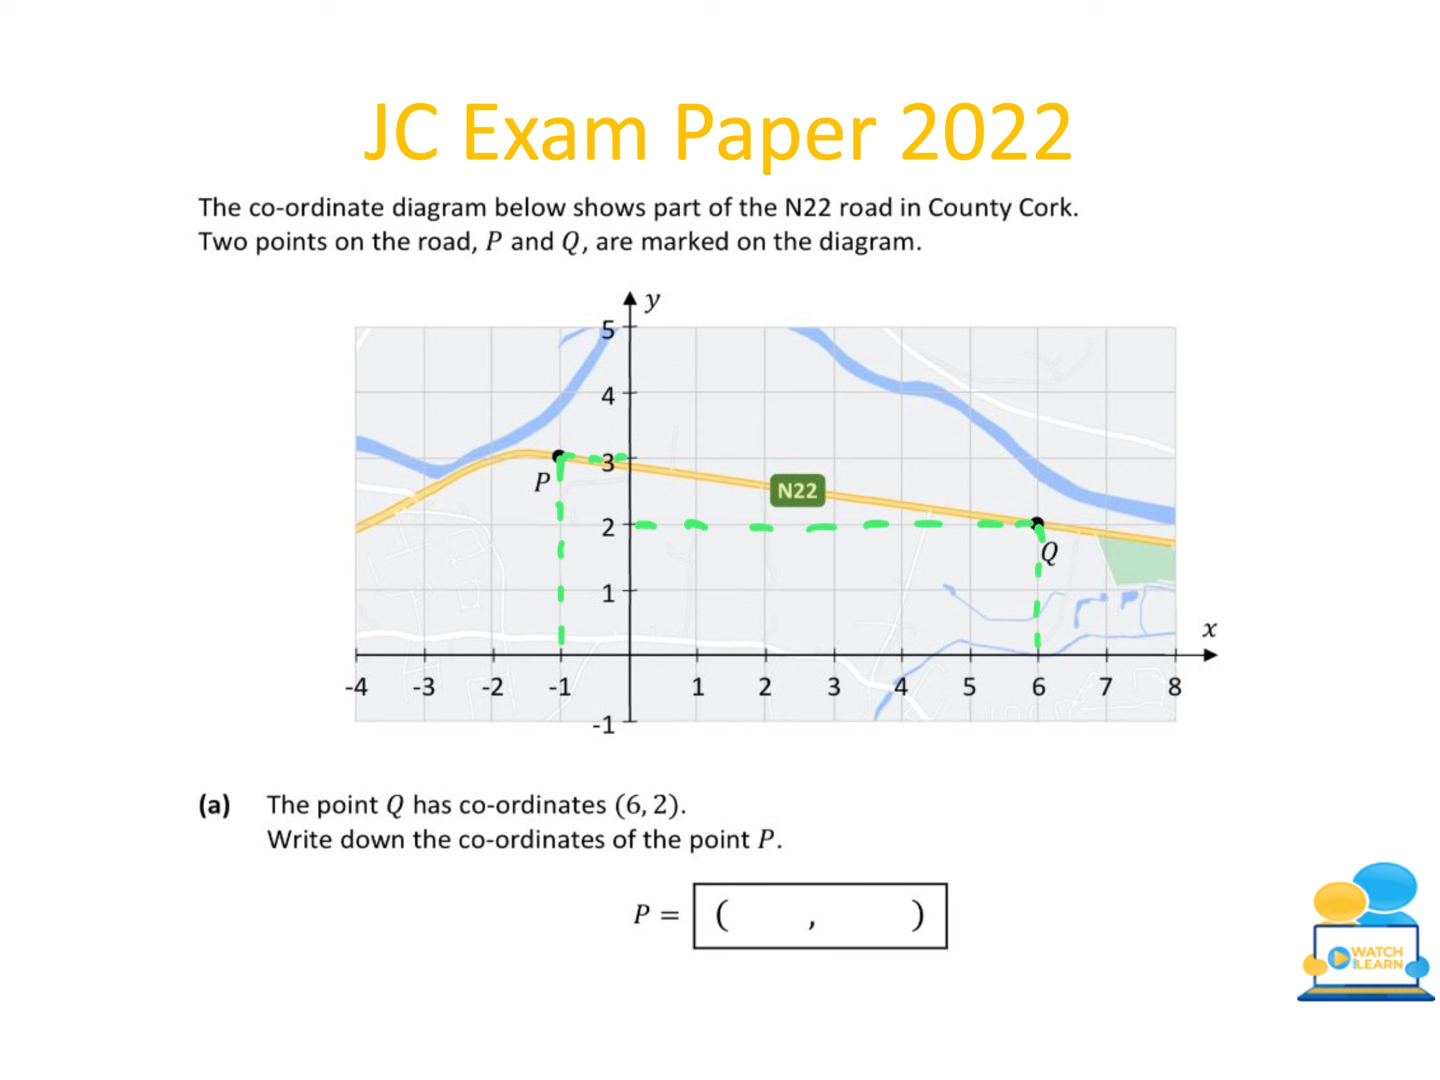 JC Exam Paper 2022
The co-ordinate diagram below shows part of the N22 road in County Cork.
Two points on the road, P and Q, are marked on the diagram.
y
5
4
3
P
N22
2
Q
1
x
-4 -3 -2 -1 1 2 3 4 5 6 7 8
-1
(a) The point Q has co-ordinates (6, 2).
Write down the co-ordinates of the point P.
P = ( , )
WATCH
LEARN